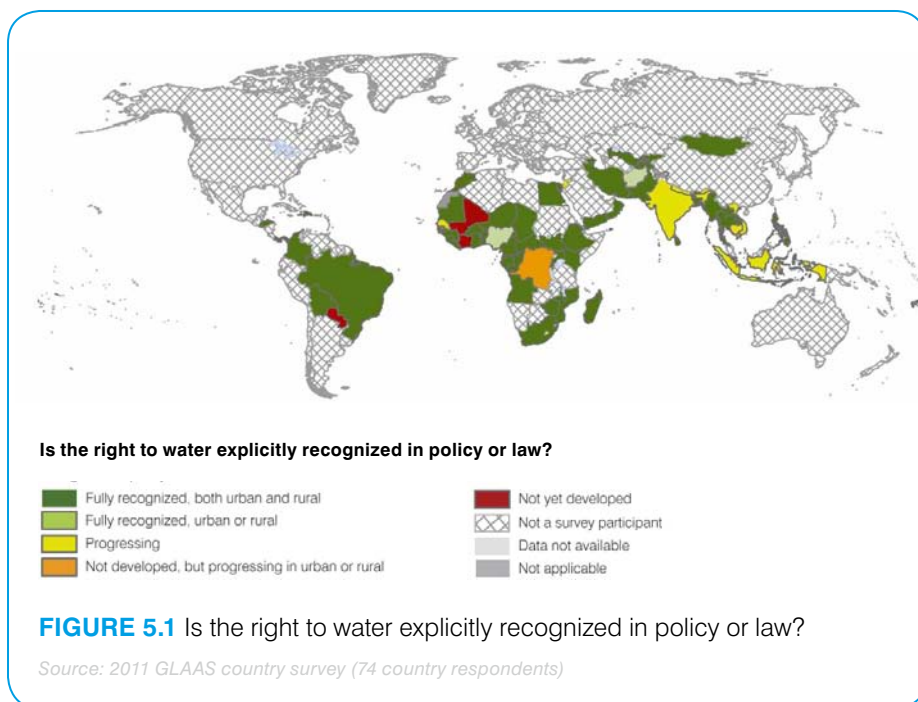 Is the right to water explicitly recognized in policy or law?
Fully recognized, both urban and rural
Fully recognized, urban or rural
Progressing
Not developed, but progressing in urban or rural
Not yet developed
Not a survey participant
Data not available
Not applicable
FIGURE 5.1 Is the right to water explicitly recognized in policy or law?
Source: 2011 GLAAS country survey (74 country respondents)